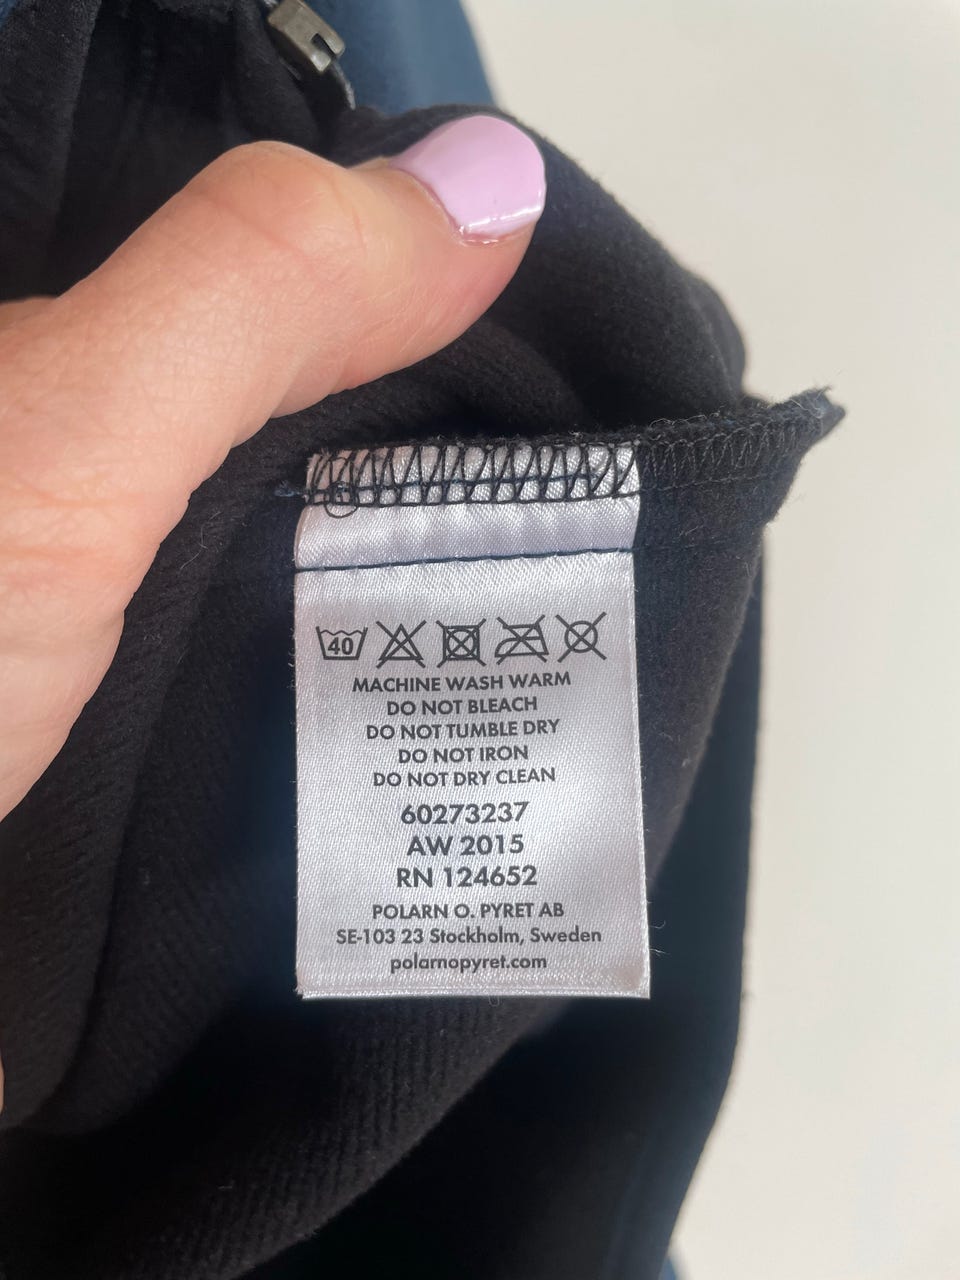 40
MACHINE WASH WARM
DO NOT BLEACH
DO NOT TUMBLE DRY
DO NOT IRON
DO NOT DRY CLEAN
60273237
AW 2015
RN 124652
POLARN O. PYRET AB
SE-103 23 Stockholm, Sweden
polarnopyret.com